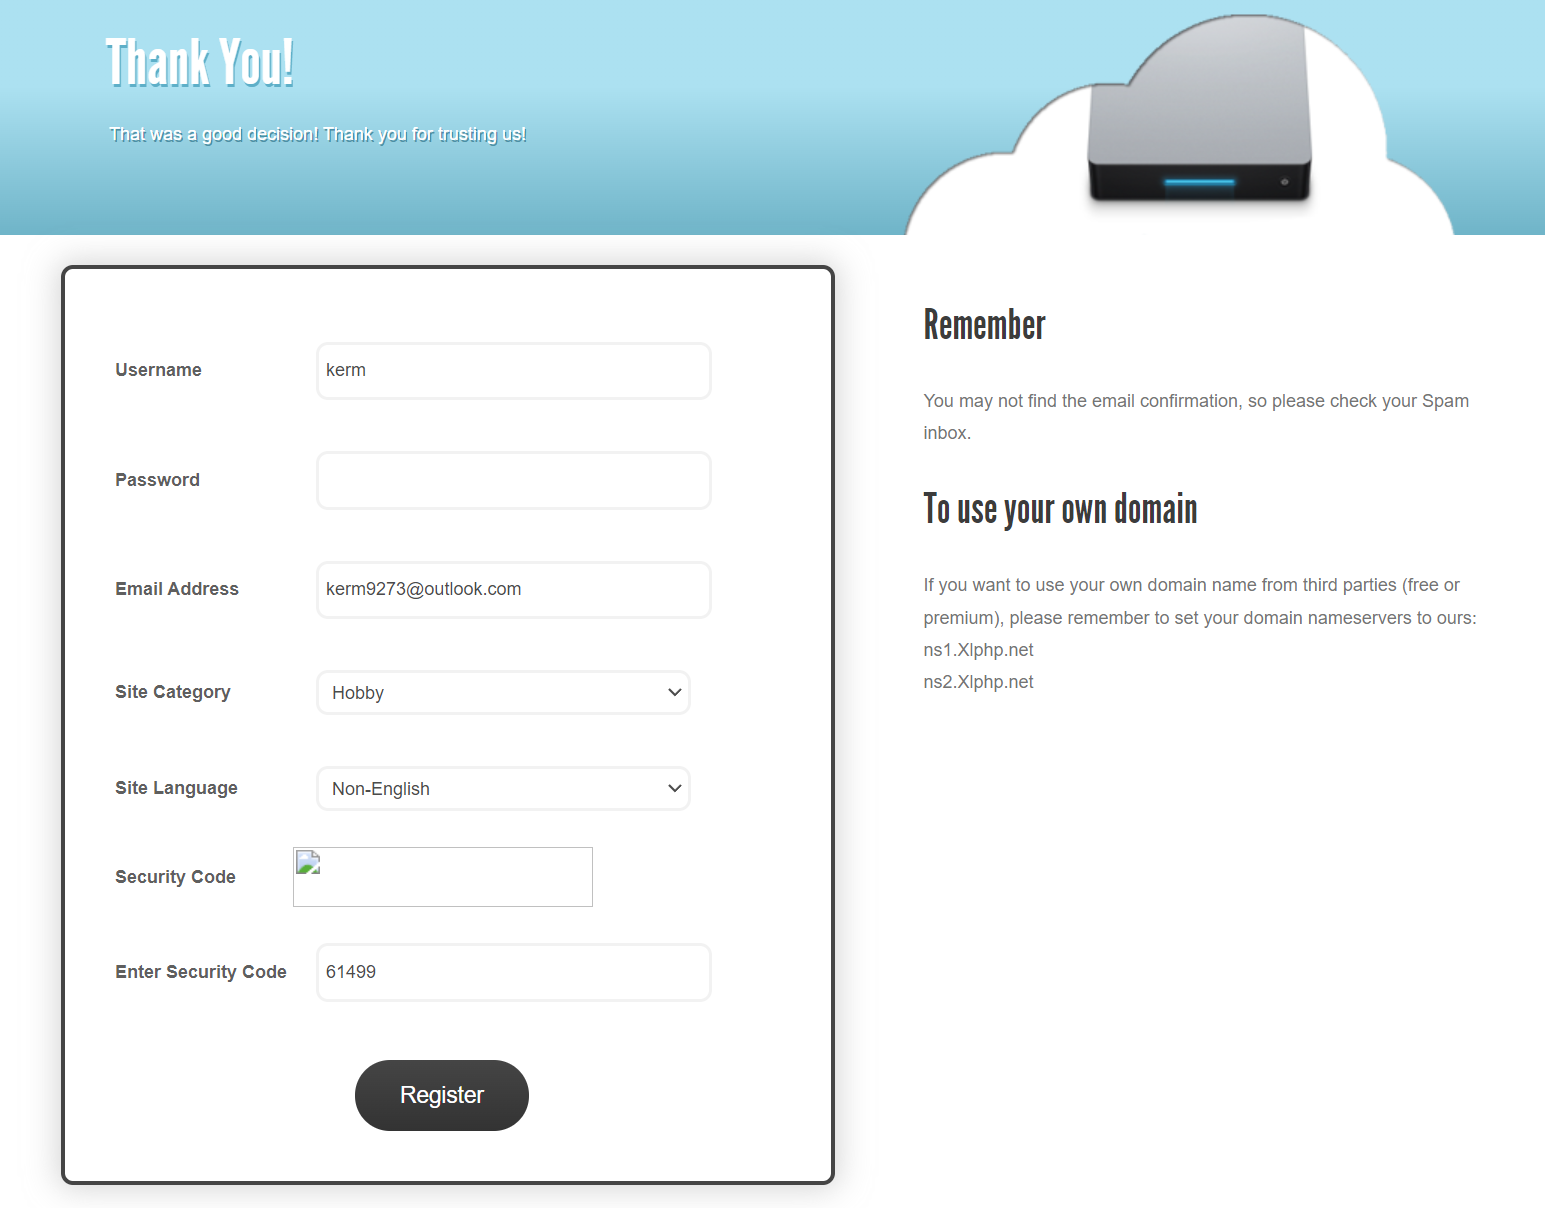 Thank You!
That was a good decision! Thank you for trusting us!
Username
kerm
Password
Email Address
kerm9273@outlook.com
Site Category
Hobby
Site Language
Non-English
Security Code
Enter Security Code
61499
Register
Remember
You may not find the email confirmation, so please check your Spam
inbox.
To use your own domain
If you want to use your own domain name from third parties (free or
premium), please remember to set your domain nameservers to ours:
ns1.Xlphp.net
ns2.Xlphp.net